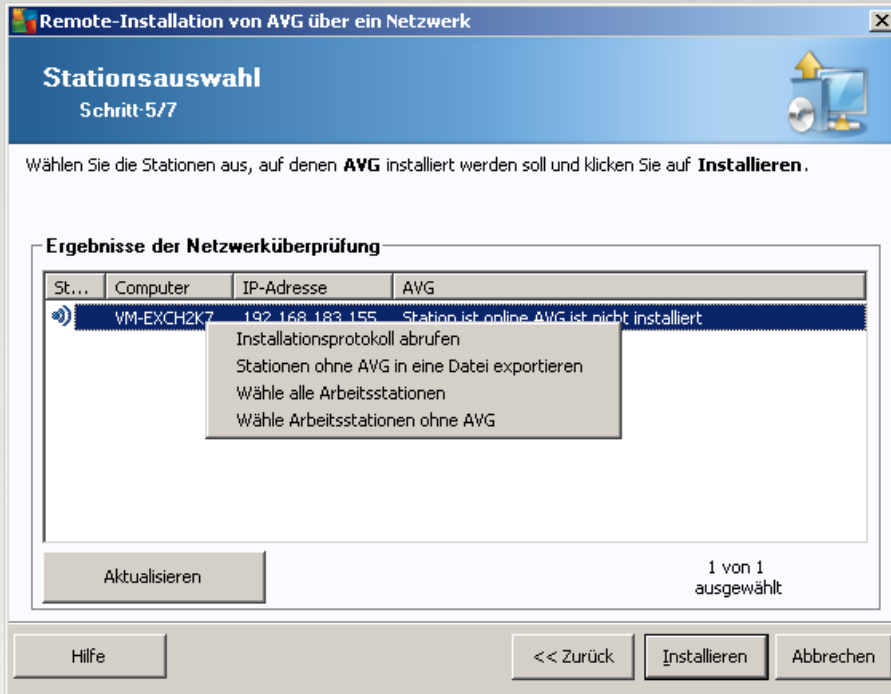 Remote-Installation von AVG über ein Netzwerk
Stationsauswahl
Schritt-5/7
Wählen Sie die Stationen aus, auf denen AVG installiert werden soll und klicken Sie auf Installieren.
Ergebnisse der Netzwerküberprüfung
St... Computer IP-Adresse AVG
VM-EXCH2K7 192.168.183.155 Station ist online AVG ist nicht installiert
Installationsprotokoll abrufen
Stationen ohne AVG in eine Datei exportieren
Wähle alle Arbeitsstationen
Wähle Arbeitsstationen ohne AVG
Aktualisieren
1 von 1
ausgewählt
Hilfe
<< Zurück
Installieren
Abbrechen